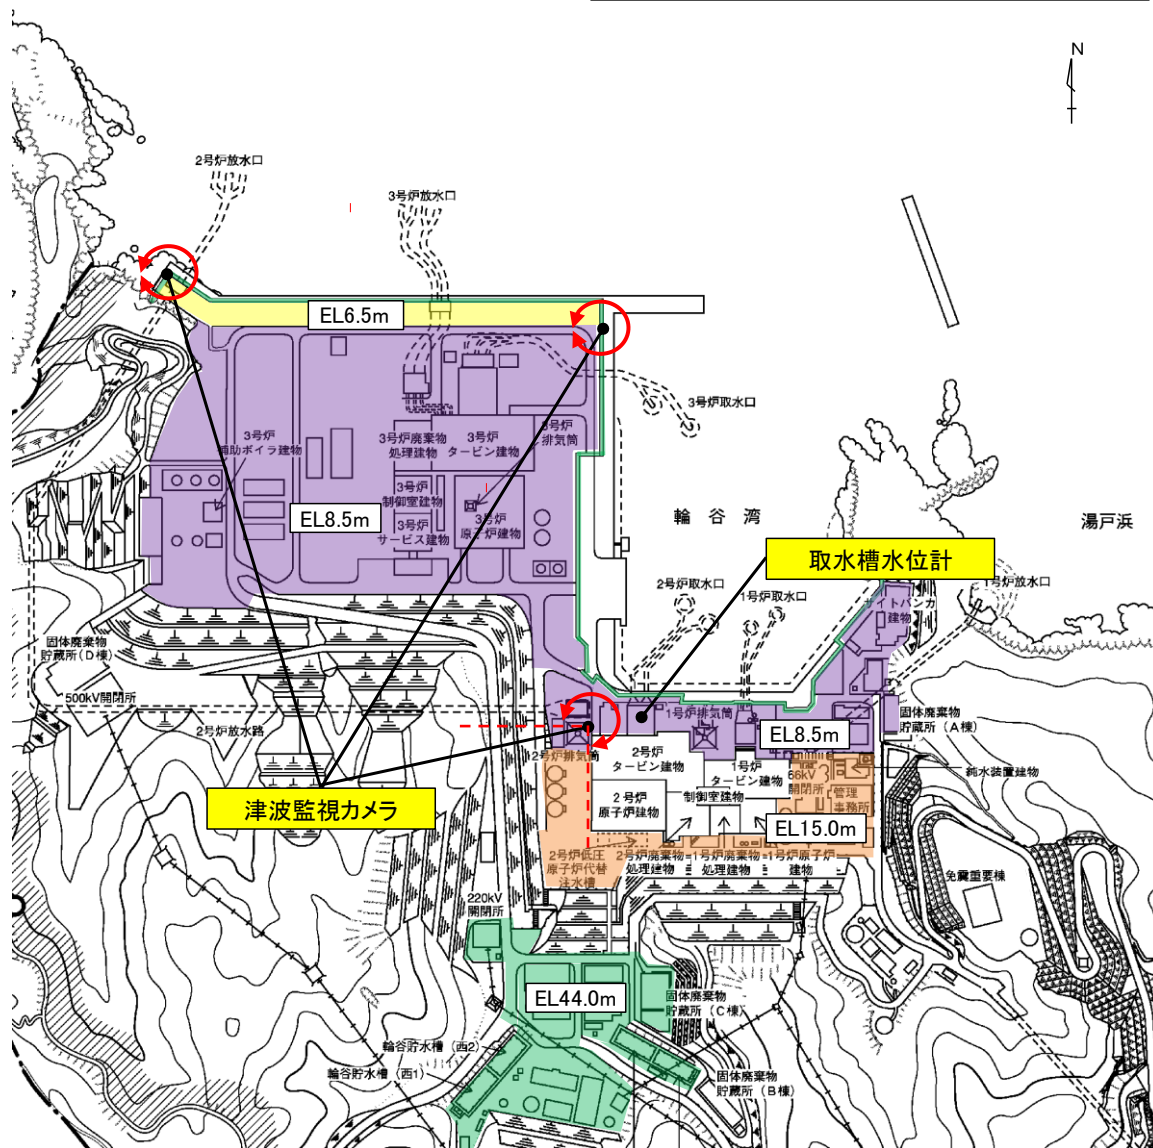 N
2号炉放水口
3号炉放水口
EL6.5m
3号炉取水口
3号炉
補助ボイラ建物
3号炉廃棄物
処理建物
3号炉
タービン建物
3号炉
排気筒
3号炉
制御室建物
EL8.5m
3号炉
サービス建物
3号炉
原子炉建物
輪谷湾
湯戸浜
取水槽水位計
2号炉取水口
1号炉取水口
1号炉放水口
サイトバンカ
建物
固体廃棄物
貯蔵所(D棟)
500kV開閉所
2号炉放水路
1号炉排気筒
EL8.5m
固体廃棄物
貯蔵所(A棟)
2号炉排気筒
2号炉
タービン建物
1号炉
タービン建物
66kV
開閉所
純水装置建物
津波監視カメラ
2号炉
原子炉建物
制御室建物
管理
事務所
EL15.0m
2号炉低圧
原子炉代替
注水槽
2号炉廃棄物
処理建物
1号炉廃棄物
処理建物
1号炉原子炉
建物
免震重要棟
220kV
開閉所
EL44.0m
固体廃棄物
貯蔵所(C棟)
輪谷貯水槽(西2)
輪谷貯水槽(西1)
固体廃棄物
貯蔵所(B棟)